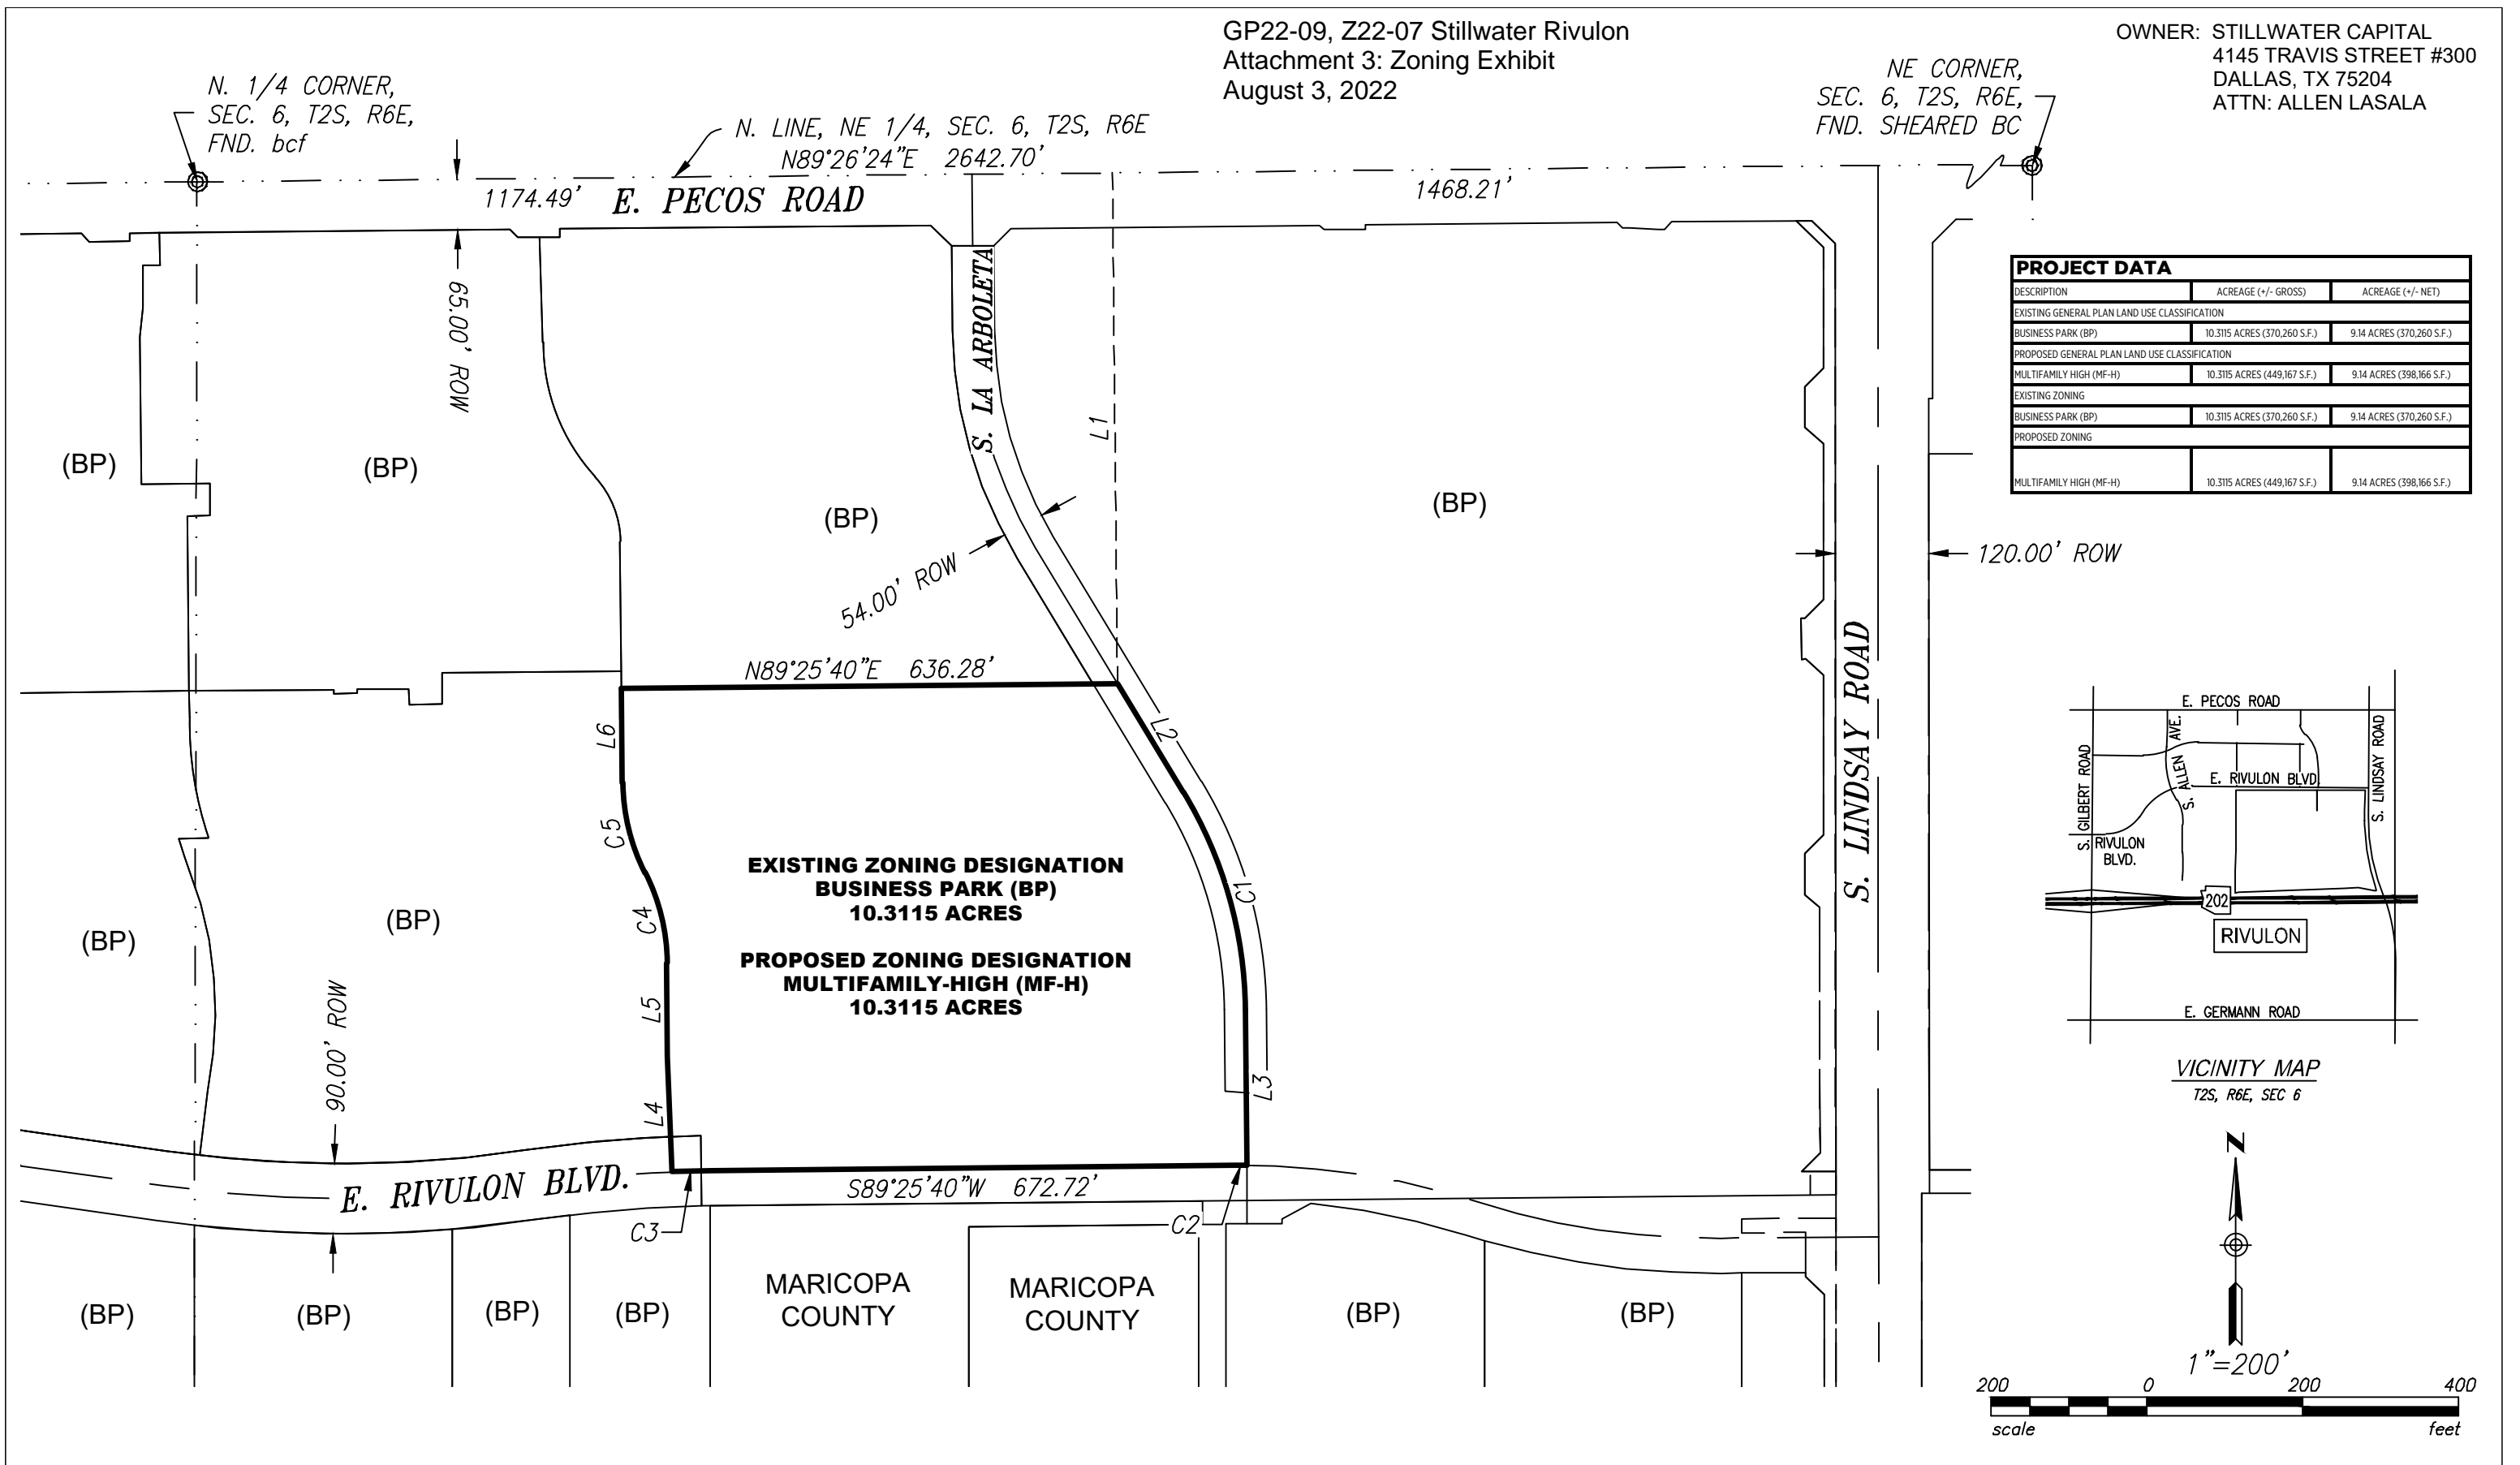 GP22-09, Z22-07 Stillwater Rivulon
Attachment 3: Zoning Exhibit
August 3, 2022
OWNER: STILLWATER CAPITAL
4145 TRAVIS STREET #300
DALLAS, TX 75204
ATTN: ALLEN LASALA
N. 1/4 CORNER,
SEC. 6, T2S, R6E,
FND. bcf
N. LINE, NE 1/4, SEC. 6, T2S, R6E
N89°26'24"E 2642.70'
NE CORNER,
SEC. 6, T2S, R6E,
FND. SHEARED BC
1174.49'
E. PECOS ROAD
1468.21'
65.00' ROW
S. LA ARBOLETA
L1
PROJECT DATA
DESCRIPTION ACREAGE (+/- GROSS) ACREAGE (+/- NET)
EXISTING GENERAL PLAN LAND USE CLASSIFICATION
BUSINESS PARK (BP) 10.3115 ACRES (370,260 S.F.) 9.14 ACRES (370,260 S.F.)
PROPOSED GENERAL PLAN LAND USE CLASSIFICATION
MULTIFAMILY HIGH (MF-H) 10.3115 ACRES (449,167 S.F.) 9.14 ACRES (398,166 S.F.)
EXISTING ZONING
BUSINESS PARK (BP) 10.3115 ACRES (370,260 S.F.) 9.14 ACRES (370,260 S.F.)
PROPOSED ZONING
MULTIFAMILY HIGH (MF-H) 10.3115 ACRES (449,167 S.F.) 9.14 ACRES (398,166 S.F.)
(BP)
(BP)
(BP)
(BP)
54.00' ROW
120.00' ROW
S. LINDSAY ROAD
N89°25'40"E 636.28'
L6
L2
C5
C1
C4
L5
L4
L3
EXISTING ZONING DESIGNATION
BUSINESS PARK (BP)
10.3115 ACRES
PROPOSED ZONING DESIGNATION
MULTIFAMILY-HIGH (MF-H)
10.3115 ACRES
(BP)
(BP)
90.00' ROW
E. RIVULON BLVD.
S89°25'40"W 672.72'
C3
C2
(BP)
(BP)
(BP)
(BP)
MARICOPA
COUNTY
MARICOPA
COUNTY
(BP)
(BP)
E. PECOS ROAD
S. GILBERT ROAD
S. ALLEN AVE.
E. RIVULON BLVD.
S. LINDSAY ROAD
RIVULON
BLVD.
202
RIVULON
E. GERMANN ROAD
VICINITY MAP
T2S, R6E, SEC 6
N
1"=200'
200 0 200 400
scale feet